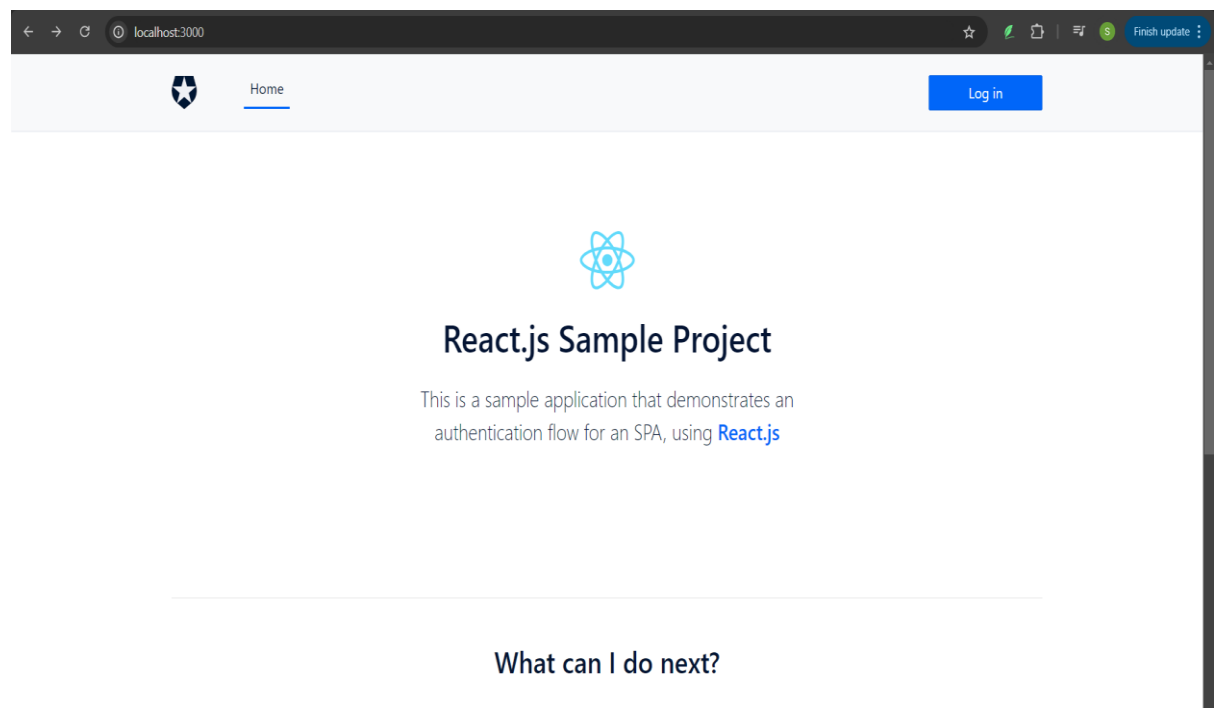 localhost:3000
S
Finish update
Home
Log in
React.js Sample Project
This is a sample application that demonstrates an
authentication flow for an SPA, using React.js
What can I do next?